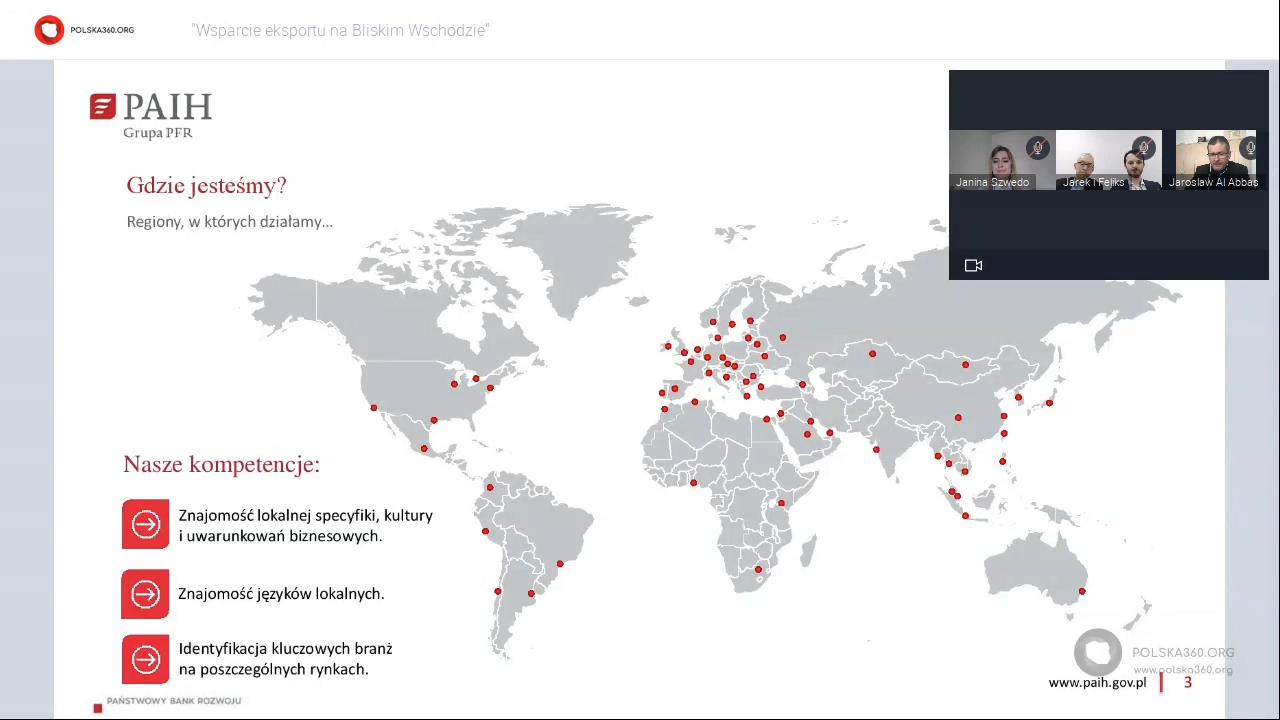 POLSKA360.ORG
"Wsparcie eksportu na Bliskim Wschodzie"
PAIH
Grupa PFR
Gdzie jesteśmy?
Regiony, w których działamy...
Janina Szwedo
Jarek i Feliks
Jaroslaw Al Abbas
Nasze kompetencje:
Znajomość lokalnej specyfiki, kultury
i uwarunkowań biznesowych.
Znajomość języków lokalnych.
Identyfikacja kluczowych branż
na poszczególnych rynkach.
POLSKA360.ORG
www.polska360.org
www.paih.gov.pl
3
PAŃSTWOWY BANK ROZWOJU